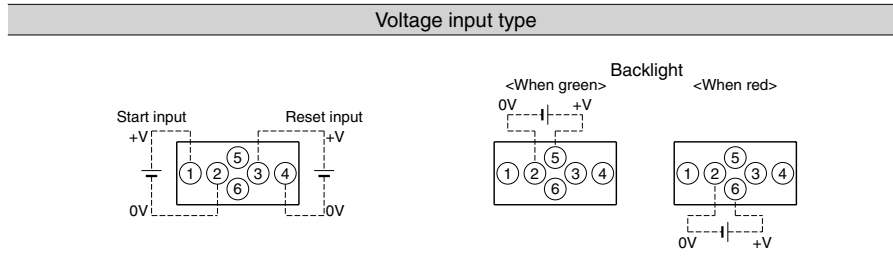 Voltage input type
Backlight
<When green> <When red>
0V +V
Start input Reset input
+V +V
5 5 5
1 2 3 4 1 2 3 4 1 2 3 4
6 6 6
0V 0V
0V +V